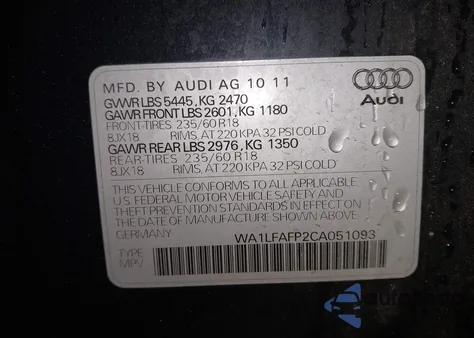 MFD. BY AUDI AG 10 11
GVWR LBS 5445, KG 2470
GAWR FRONT LBS 2601, KG 1180
FRONT-TIRES 235/60 R18
8JX18 RIMS, AT 220 KPA 32 PSI COLD
GAWR REAR LBS 2976, KG 1350
REAR-TIRES 235/60 R18
8JX18 RIMS, AT 220 KPA 32 PSI COLD
THIS VEHICLE CONFORMS TO ALL APPLICABLE
U.S. FEDERAL MOTOR VEHICLE SAFETY AND
THEFT PREVENTION STANDARDS IN EFFECT ON
THE DATE OF MANUFACTURE SHOWN ABOVE.
GERMANY WA1LFAFP2CA051093
TYPE
MPV
Audi